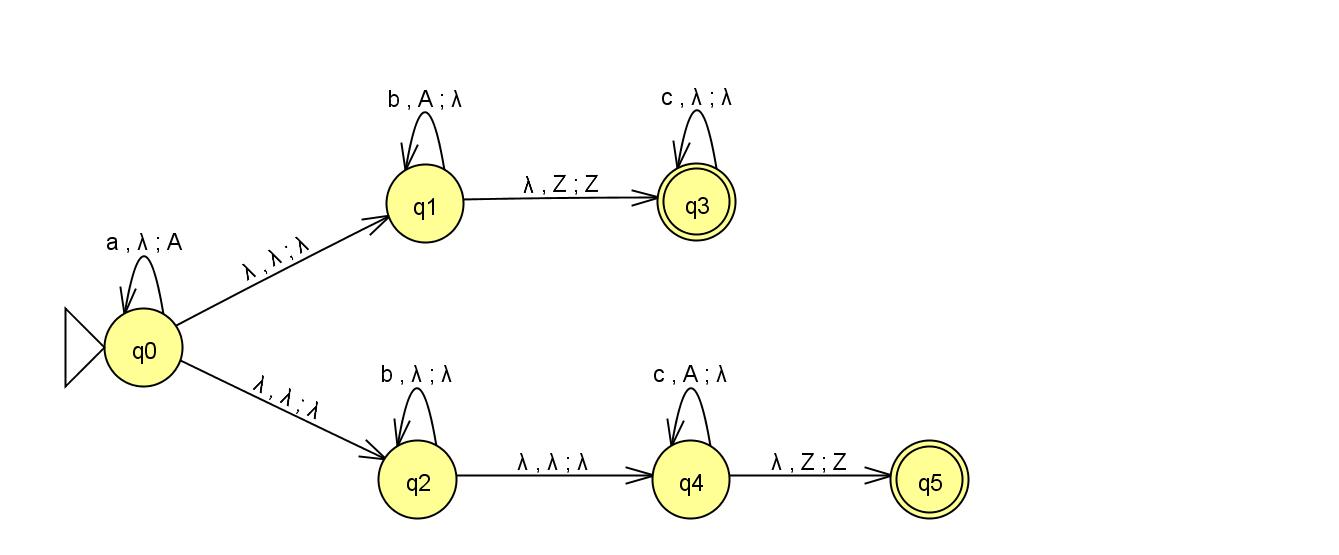 b , A ; λ
c , λ ; λ
q1
λ , Z ; Z
q3
a , λ ; A
λ , λ ; λ
q0
λ , λ ; λ
b , λ ; λ
c , A ; λ
q2
λ , λ ; λ
q4
λ , Z ; Z
q5